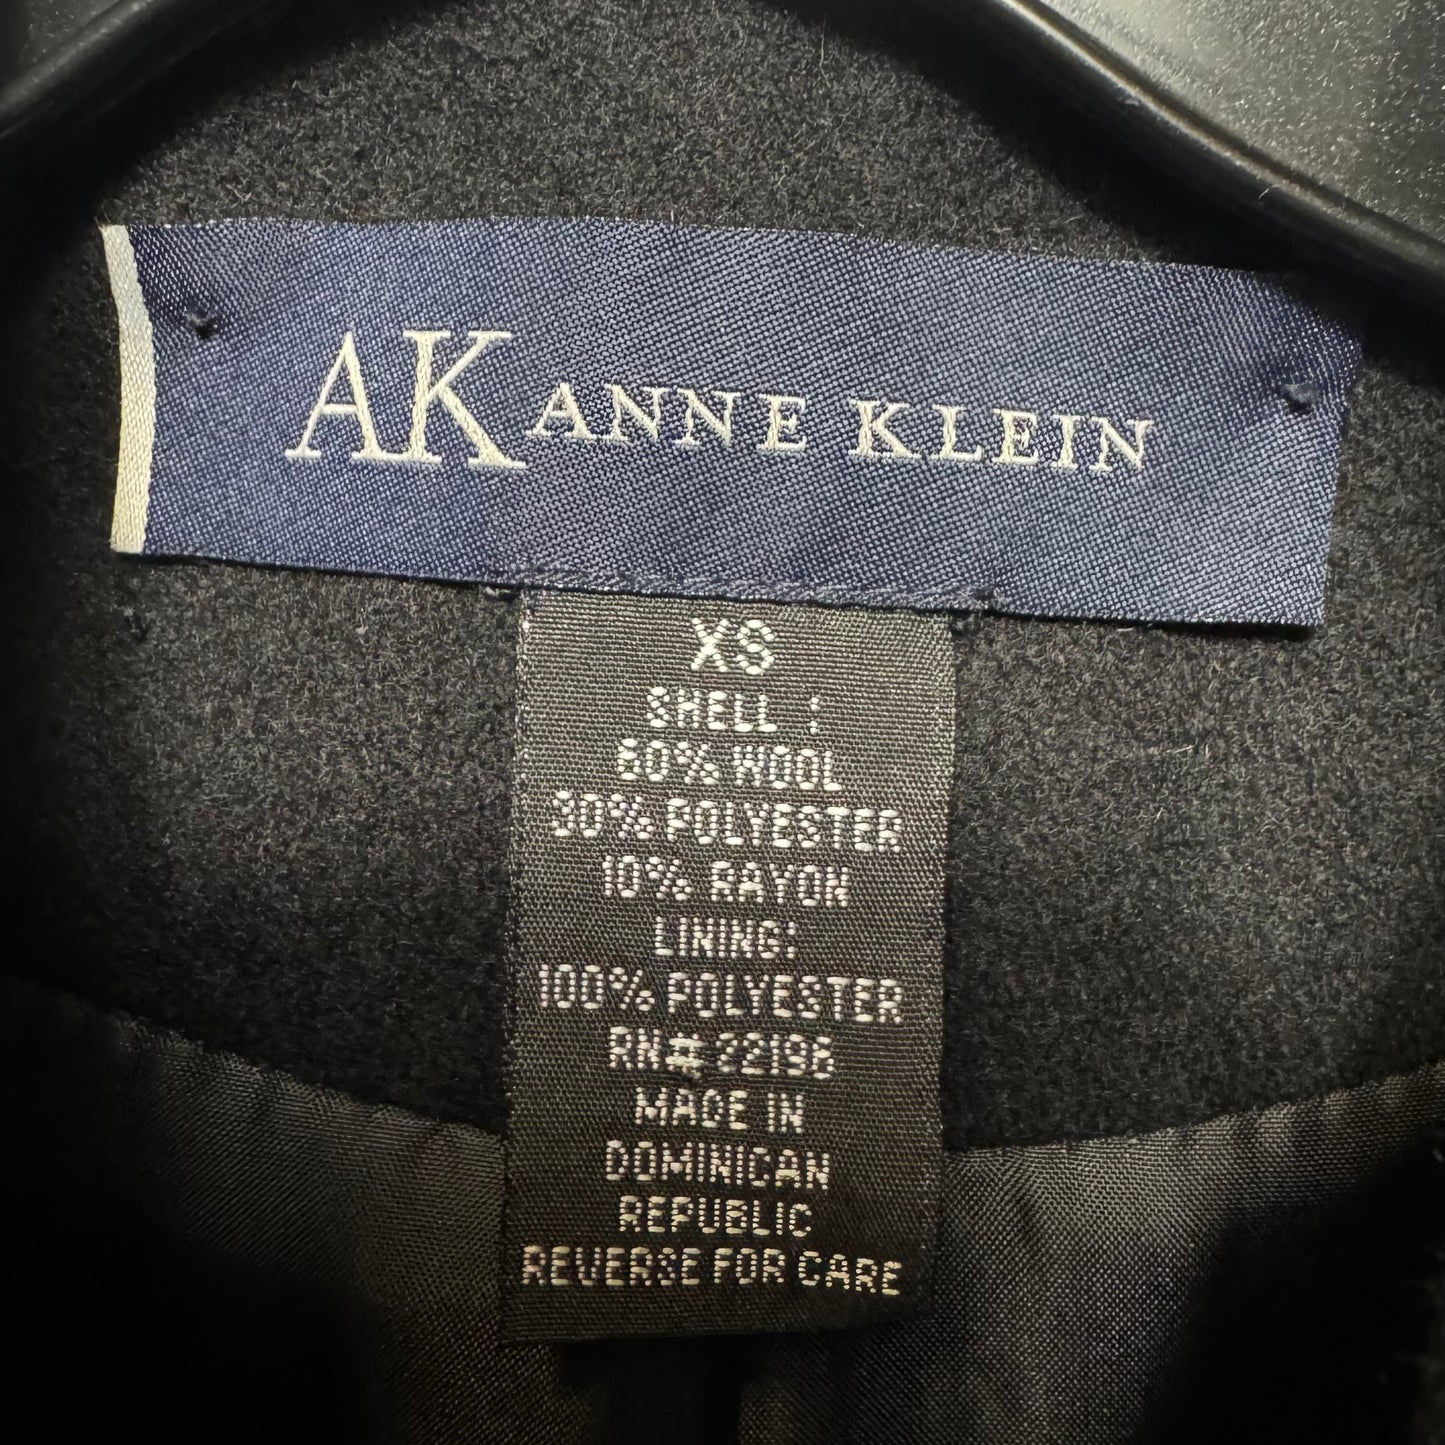 AK ANNE KLEIN
XS
SHELL :
60% WOOL
30% POLYESTER
10% RAYON
LINING:
100% POLYESTER
RN#
MADE IN
DOMINICAN
REPUBLIC
REVERSE FOR CARE